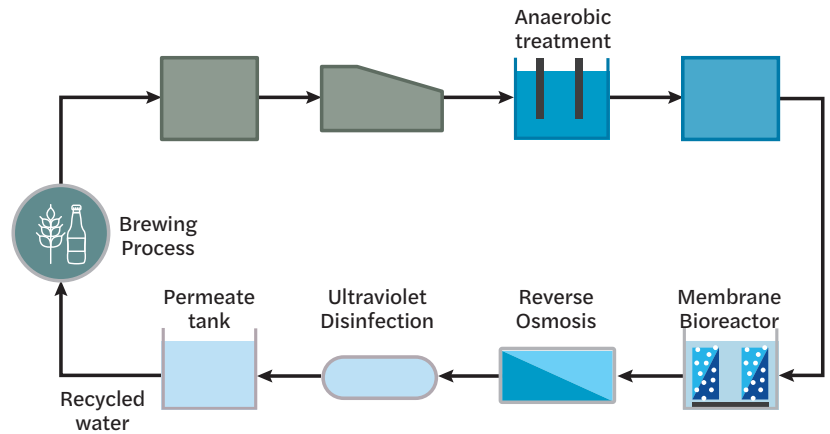 Anaerobic
treatment
Brewing
Process
Permeate
tank
Ultraviolet
Disinfection
Reverse
Osmosis
Membrane
Bioreactor
Recycled
water